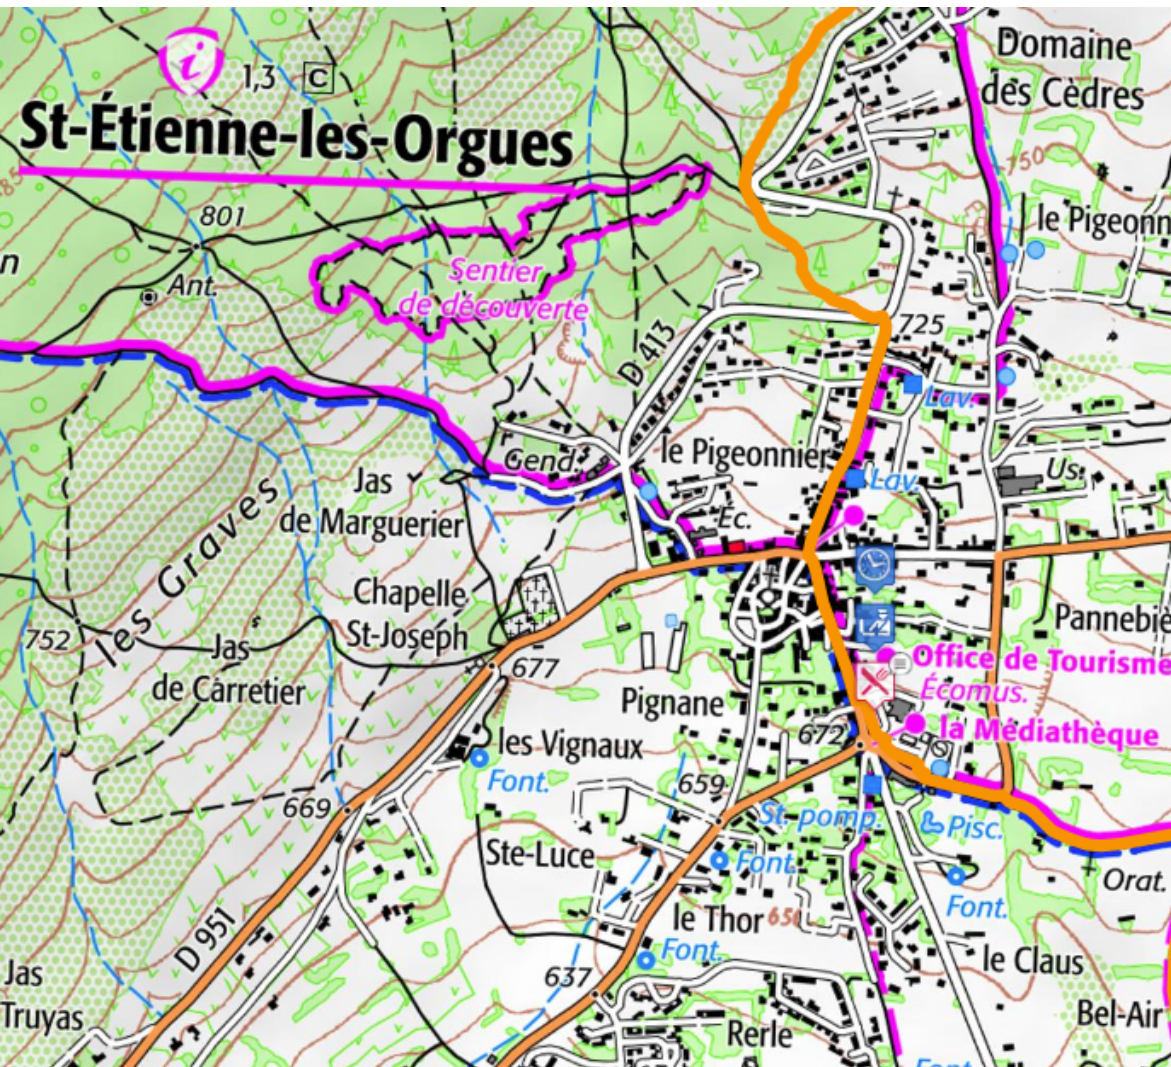 Domaine
des Cèdres
i
1,3 C
St-Étienne-les-Orgues
750
801
le Pigeonn
n
Sentier
de découverte
Ant.
725
D 413
Lav.
Gend.
le Pigeonnier
Us.
Jas
de Marguerier
Lav.
Éc.
les Graves
Chapelle
St-Joseph
Pannebie
752
Jas
de Carretier
677
Office de Tourisme
Écomus.
Pignane
la Médiathèque
672
les Vignaux
Font.
659
669
St. pomp.
Pisc.
Ste-Luce
Font.
Orat.
Font.
D 951
le Thor
650
Font.
le Claus
Jas
Truyas
637
Bel-Air
Rerle
Font.